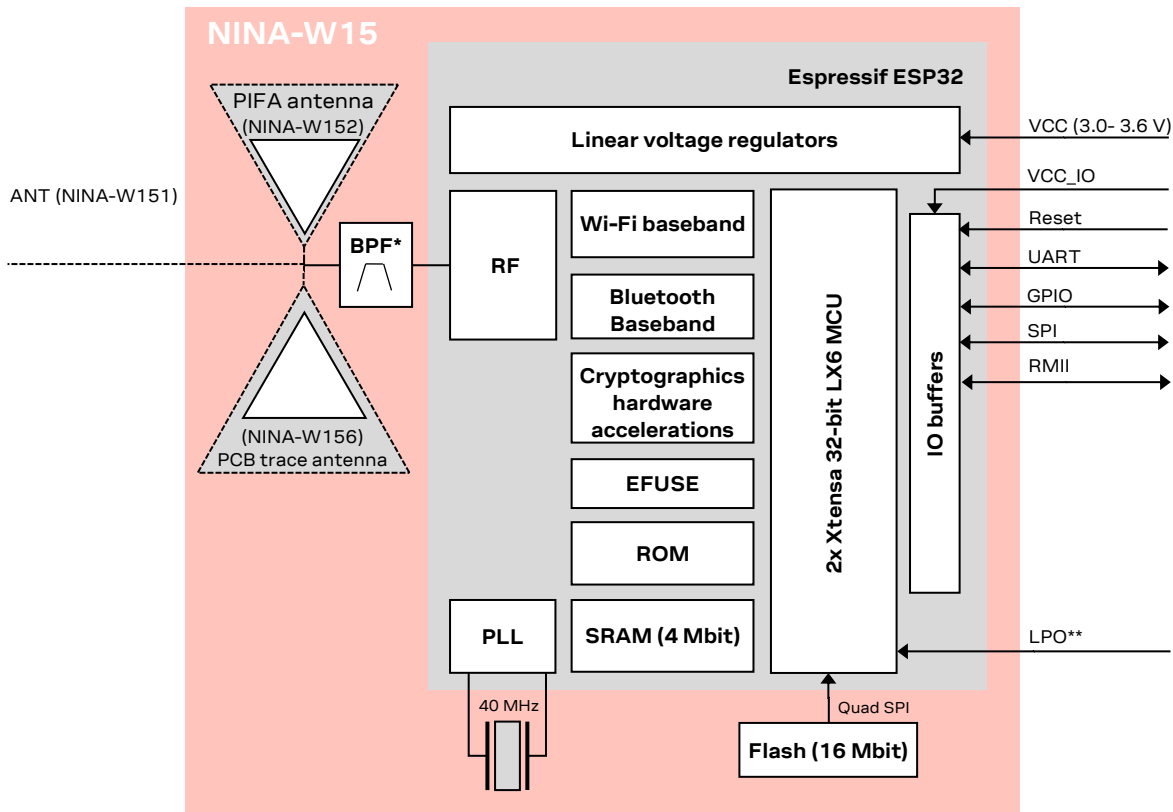 NINA-W15
Espressif ESP32
PIFA antenna
(NINA-W152)
ANT (NINA-W151)
BPF*
(NINA-W156)
PCB trace antenna
Linear voltage regulators
RF
Wi-Fi baseband
Bluetooth
Baseband
Cryptographics
hardware
accelerations
EFUSE
ROM
SRAM (4 Mbit)
PLL
40 MHz
2x Xtensa 32-bit LX6 MCU
IO buffers
Quad SPI
Flash (16 Mbit)
VCC (3.0- 3.6 V)
VCC_IO
Reset
UART
GPIO
SPI
RMII
LPO**